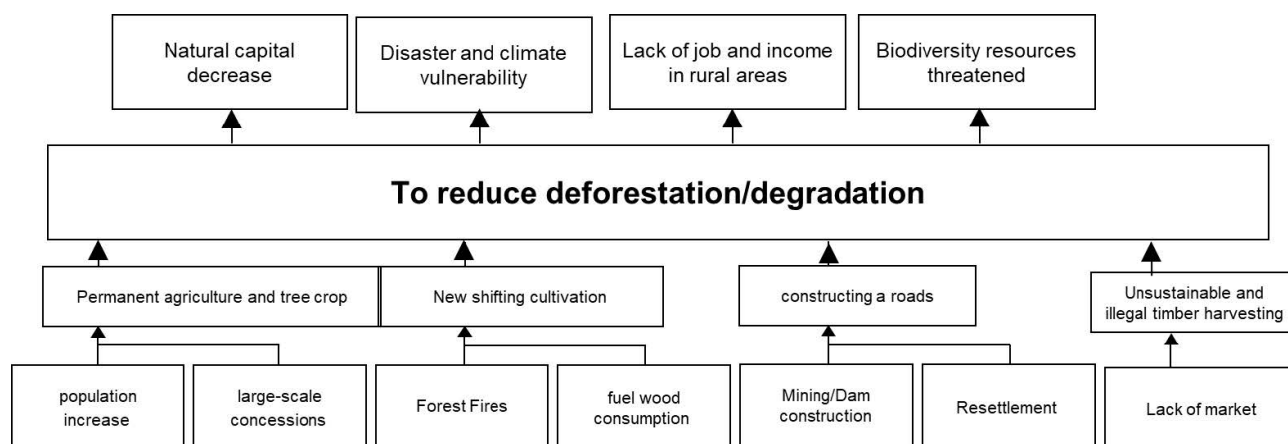 Natural capital
decrease
Disaster and climate
vulnerability
Lack of job and income
in rural areas
Biodiversity resources
threatened
To reduce deforestation/degradation
Permanent agriculture and tree crop
New shifting cultivation
constructing a roads
Unsustainable and
illegal timber harvesting
population
increase
large-scale
concessions
Forest Fires
fuel wood
consumption
Mining/Dam
construction
Resettlement
Lack of market